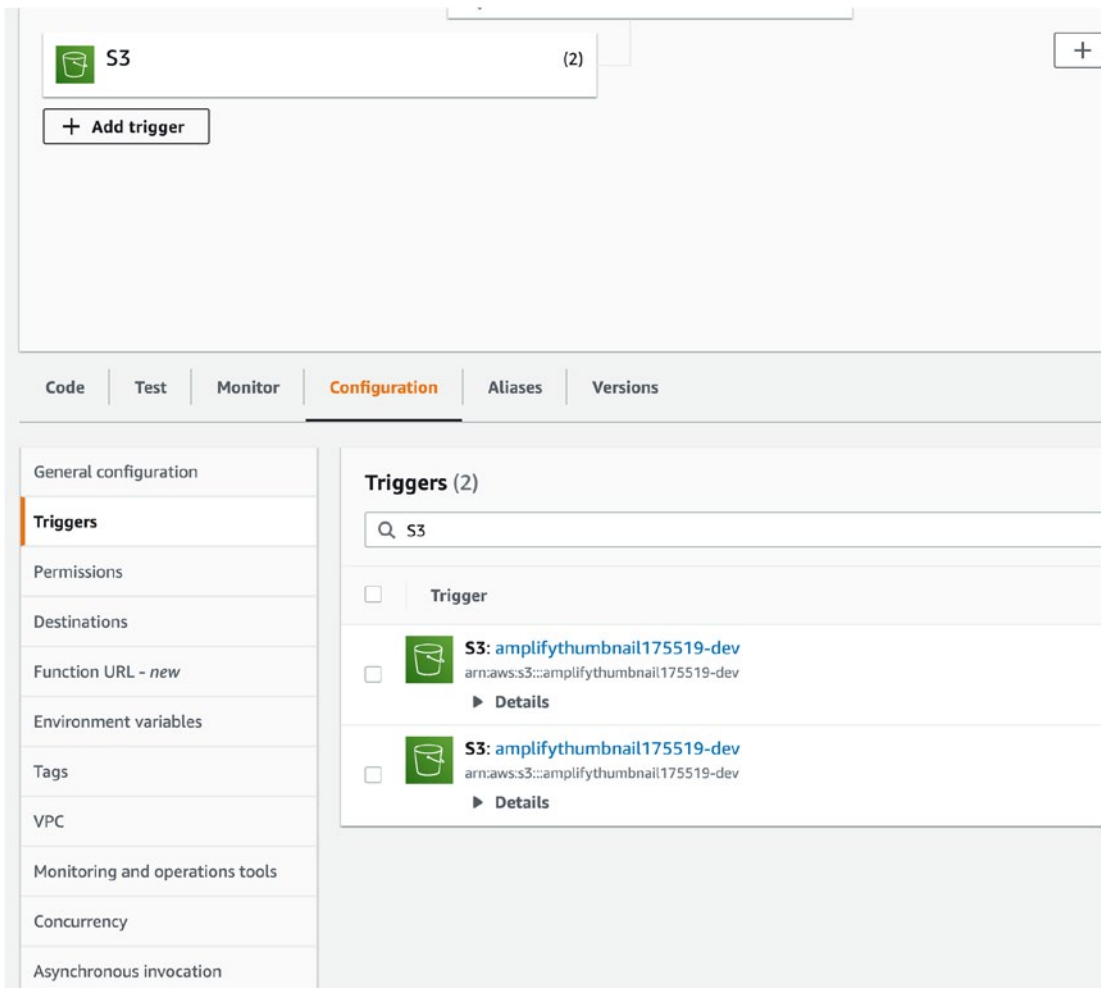 S3 (2)
+ Add trigger
Code Test Monitor Configuration Aliases Versions
General configuration
Triggers
Permissions
Destinations
Function URL - new
Environment variables
Tags
VPC
Monitoring and operations tools
Concurrency
Asynchronous invocation
Triggers (2)
S3
Trigger
S3: amplifythumbnail175519-dev
arn:aws:s3:::amplifythumbnail175519-dev
▶ Details
S3: amplifythumbnail175519-dev
arn:aws:s3:::amplifythumbnail175519-dev
▶ Details